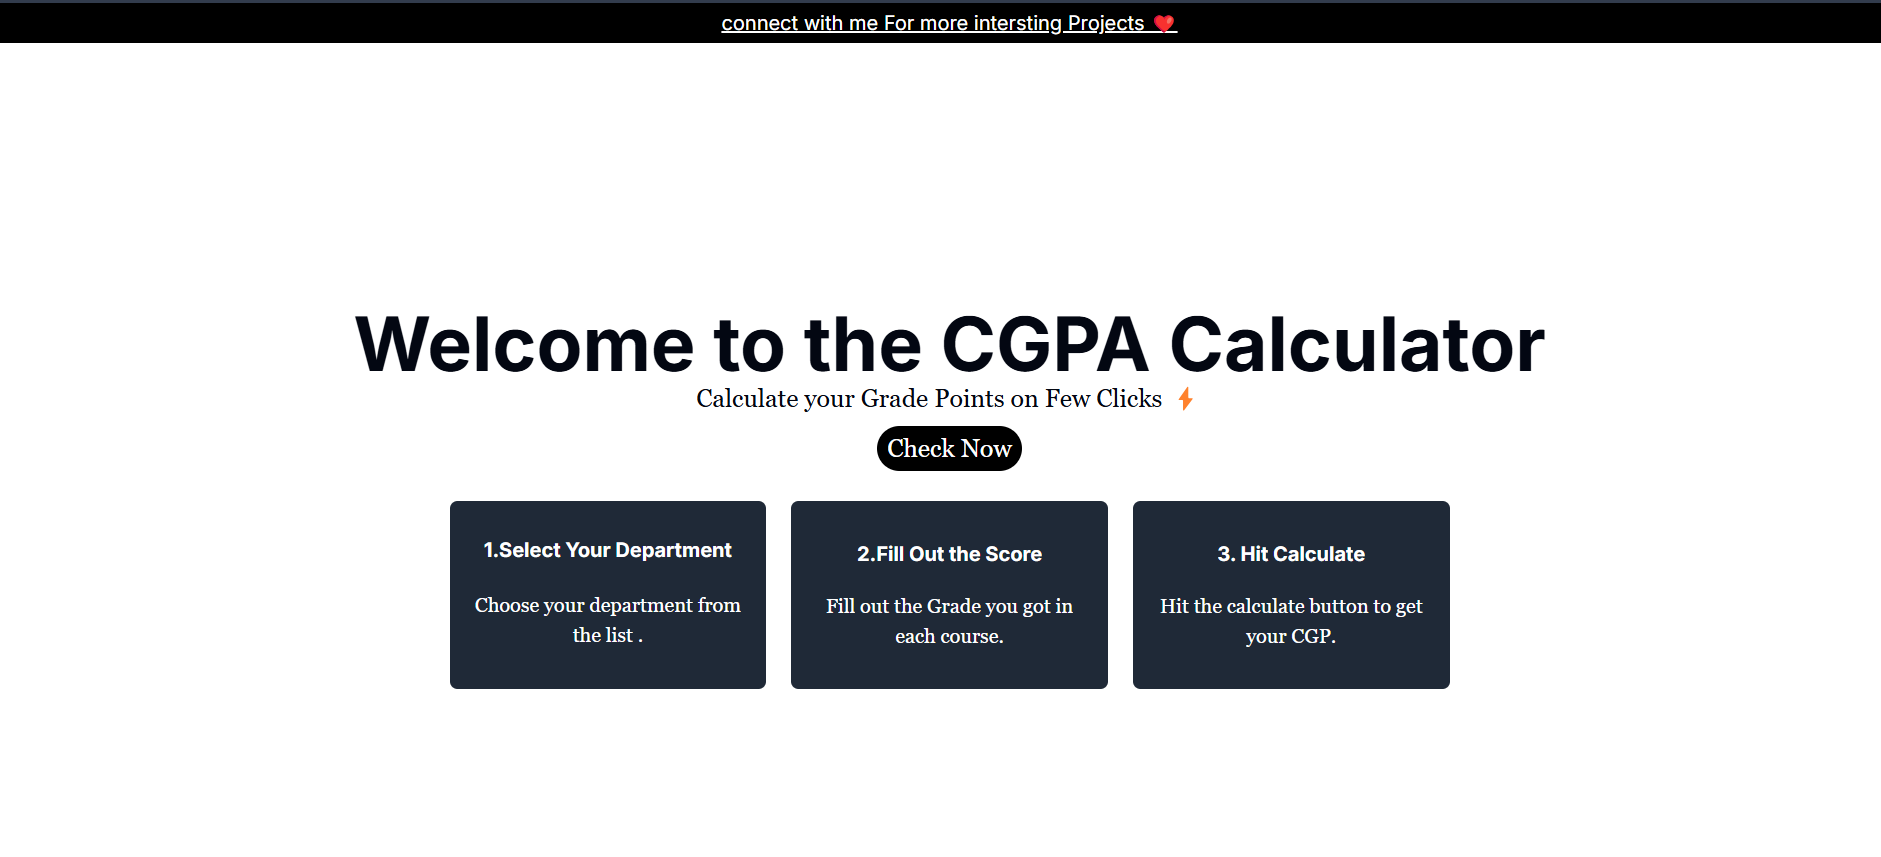 connect with me For more intersting Projects ❤️
Welcome to the CGPA Calculator
Calculate your Grade Points on Few Clicks ⚡
Check Now
1.Select Your Department
Choose your department from
the list .
2.Fill Out the Score
Fill out the Grade you got in
each course.
3. Hit Calculate
Hit the calculate button to get
your CGP.